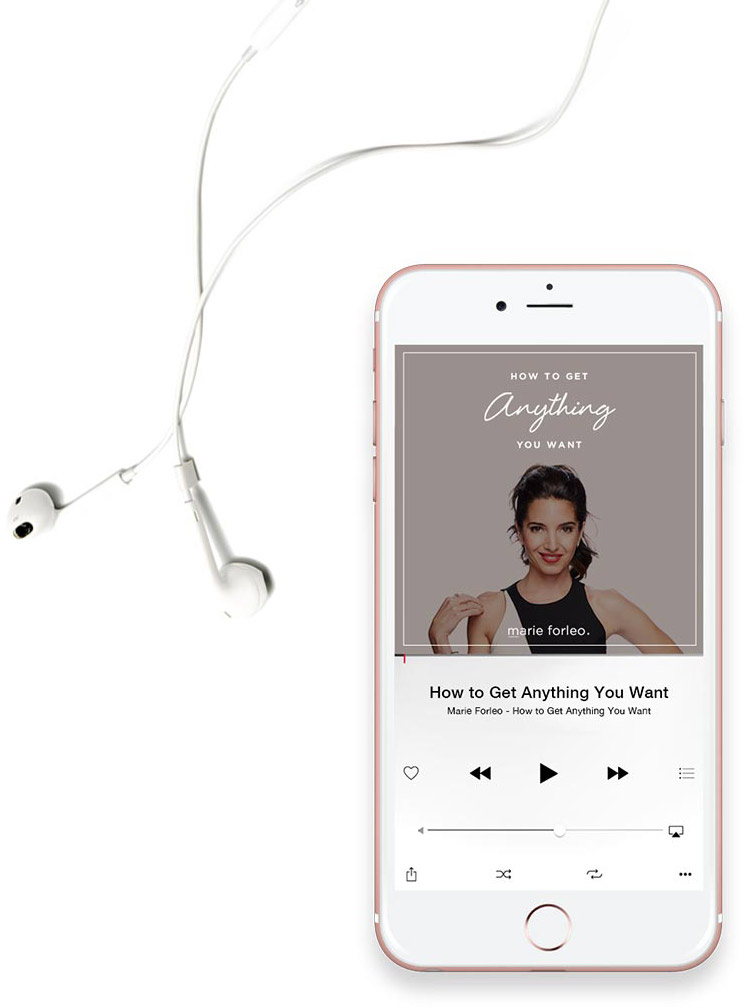 HOW TO GET
Anything
YOU WANT
marie forleo.
How to Get Anything You Want
Marie Forleo - How to Get Anything You Want